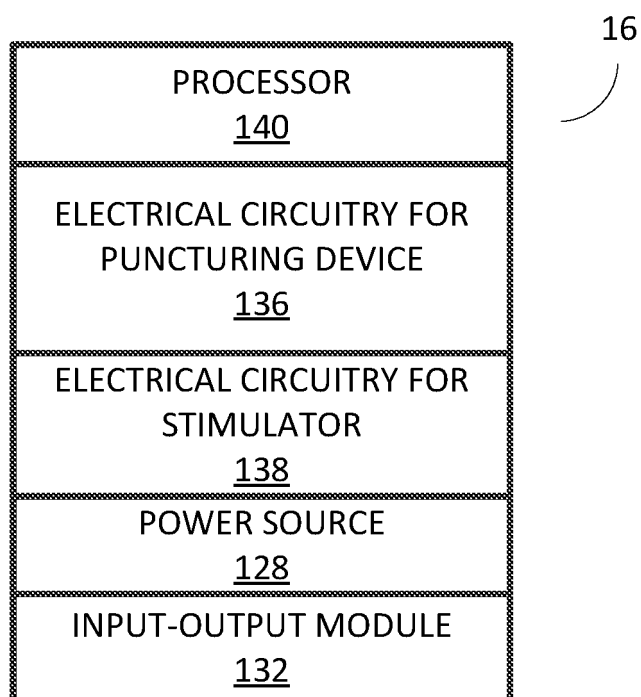 16
PROCESSOR
140
ELECTRICAL CIRCUITRY FOR
PUNCTURING DEVICE
136
ELECTRICAL CIRCUITRY FOR
STIMULATOR
138
POWER SOURCE
128
INPUT-OUTPUT MODULE
132